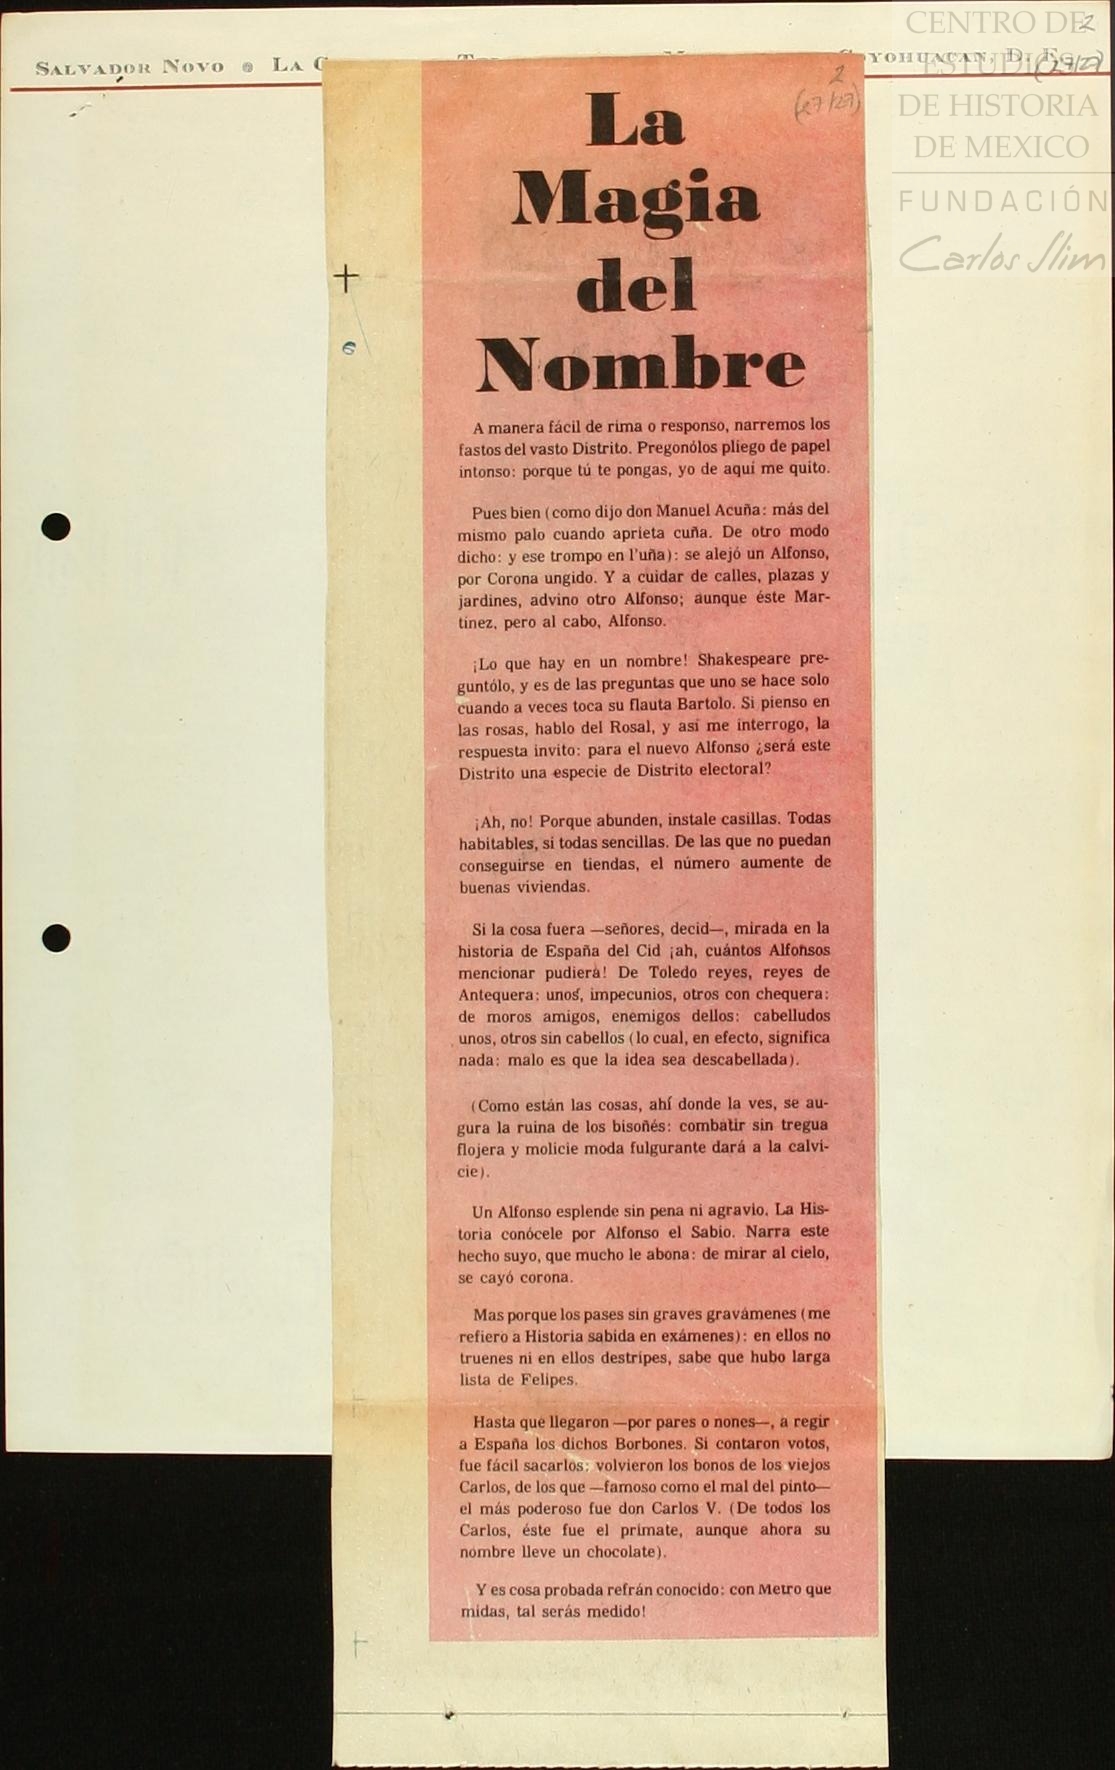 CENTRO DE
ESTUDIOS
DE HISTORIA
DE MEXICO
FUNDACIÓN
Carlos Slim
2
(27/27)
SALVADOR NOVO LA
COYOHUACAN, D. F.
2
(27/27)
La
Magia
del
Nombre
A manera fácil de rima o responso, narremos los
fastos del vasto Distrito. Pregonólos pliego de papel
intonso: porque tú te pongas, yo de aquí me quito.
Pues bien (como dijo don Manuel Acuña: más del
mismo palo cuando aprieta cuña. De otro modo
dicho: y ese trompo en l'uña): se alejó un Alfonso,
por Corona ungido. Y a cuidar de calles, plazas y
jardines, advino otro Alfonso; aunque éste Mar-
tínez, pero al cabo, Alfonso.
¡Lo que hay en un nombre! Shakespeare pre-
guntólo, y es de las preguntas que uno se hace solo
cuando a veces toca su flauta Bartolo. Si pienso en
las rosas, hablo del Rosal, y así me interrogo, la
respuesta invito: para el nuevo Alfonso ¿será este
Distrito una especie de Distrito electoral?
¡Ah, no! Porque abunden, instale casillas. Todas
habitables, si todas sencillas. De las que no puedan
conseguirse en tiendas, el número aumente de
buenas viviendas.
Si la cosa fuera —señores, decid—, mirada en la
historia de España del Cid ¡ah, cuántos Alfonsos
mencionar pudiera! De Toledo reyes, reyes de
Antequera: unos, impecunios, otros con chequera:
de moros amigos, enemigos dellos: cabelludos
unos, otros sin cabellos (lo cual, en efecto, significa
nada: malo es que la idea sea descabellada).
(Como están las cosas, ahí donde la ves, se au-
gura la ruina de los bisoñés: combatir sin tregua
flojera y molicie moda fulgurante dará a la calvi-
cie).
Un Alfonso esplende sin pena ni agravio. La His-
toria conócele por Alfonso el Sabio. Narra este
hecho suyo, que mucho le abona: de mirar al cielo,
se cayó corona.
Mas porque los pases sin graves gravámenes (me
refiero a Historia sabida en exámenes): en ellos no
truenes ni en ellos destripes, sabe que hubo larga
lista de Felipes.
Hasta que llegaron —por pares o nones—, a regir
a España los dichos Borbones. Si contaron votos,
fue fácil sacarlos: volvieron los bonos de los viejos
Carlos, de los que —famoso como el mal del pinto—
el más poderoso fue don Carlos V. (De todos los
Carlos, éste fue el primate, aunque ahora su
nombre lleve un chocolate).
Y es cosa probada refrán conocido: con Metro que
midas, tal serás medido!